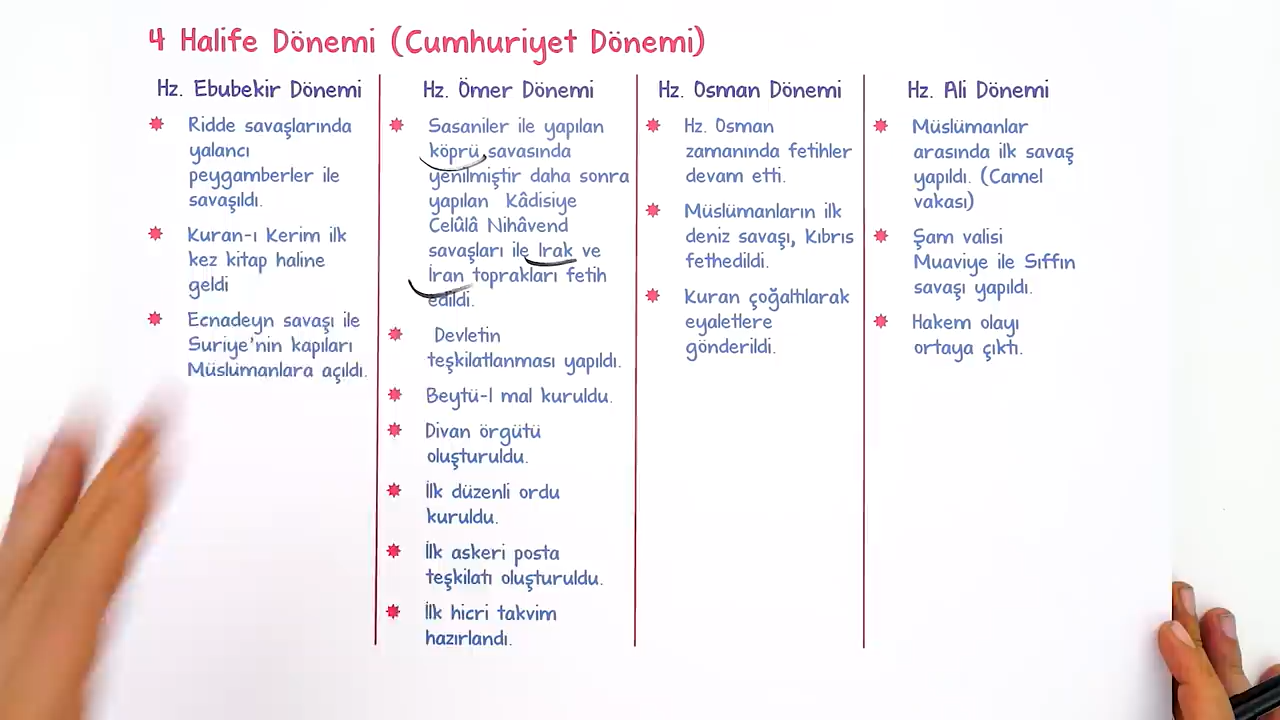 4 Halife Dönemi (Cumhuriyet Dönemi)
Hz. Ebubekir Dönemi
Ridde savaşlarında
yalancı
peygamberler ile
savaşıldı.
Kuran-ı Kerim ilk
kez kitap haline
geldi
Ecnadeyn savaşı ile
Suriye'nin kapıları
Müslümanlara açıldı.
Hz. Ömer Dönemi
Sasaniler ile yapılan
köprü savasında
yenilmiştir daha sonra
yapılan Kâdisiye
Celûlâ Nihâvend
savaşları ile Irak ve
İran toprakları fetih
edildi.
Devletin
teşkilatlanması yapıldı.
Beytü-l mal kuruldu.
Divan örgütü
oluşturuldu.
İlk düzenli ordu
kuruldu.
İlk askeri posta
teşkilatı oluşturuldu.
İlk hicri takvim
hazırlandı.
Hz. Osman Dönemi
Hz. Osman
zamanında fetihler
devam etti.
Müslümanların ilk
deniz savaşı, Kıbrıs
fethedildi.
Kuran çoğaltılarak
eyaletlere
gönderildi.
Hz. Ali Dönemi
Müslümanlar
arasında ilk savaş
yapıldı. (Camel
vakası)
Şam valisi
Muaviye ile Sıffın
savaşı yapıldı.
Hakem olayı
ortaya çıktı.